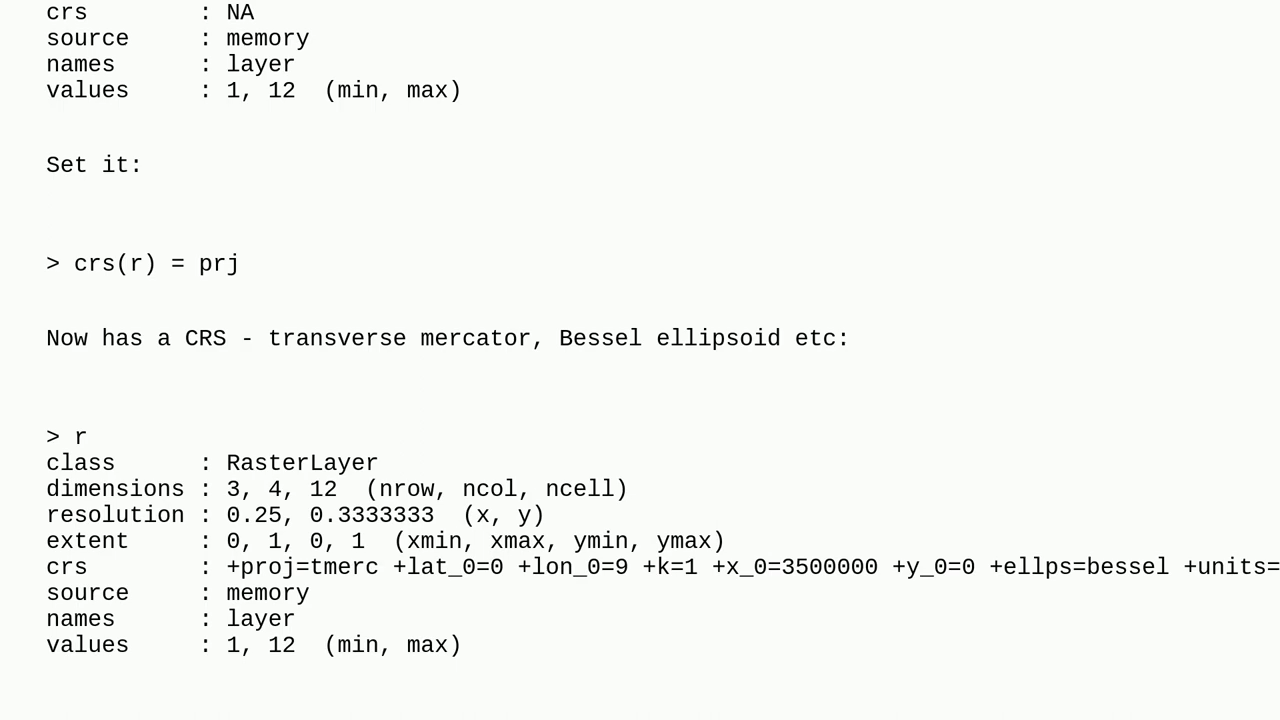 crs        : NA
source     : memory
names      : layer
values     : 1, 12  (min, max)
Set it:
> crs(r) = prj
Now has a CRS - transverse mercator, Bessel ellipsoid etc:
> r
class      : RasterLayer
dimensions : 3, 4, 12  (nrow, ncol, ncell)
resolution : 0.25, 0.3333333  (x, y)
extent     : 0, 1, 0, 1  (xmin, xmax, ymin, ymax)
crs        : +proj=tmerc +lat_0=0 +lon_0=9 +k=1 +x_0=3500000 +y_0=0 +ellps=bessel +units=
source     : memory
names      : layer
values     : 1, 12  (min, max)